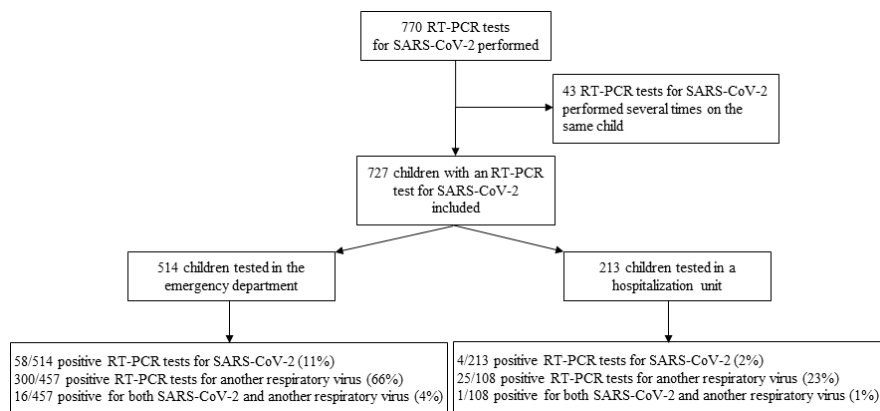 770 RT-PCR tests
for SARS-CoV-2 performed
43 RT-PCR tests for SARS-CoV-2
performed several times on the
same child
727 children with an RT-PCR
test for SARS-CoV-2
included
514 children tested in the
emergency department
213 children tested in a
hospitalization unit
58/514 positive RT-PCR tests for SARS-CoV-2 (11%)
300/457 positive RT-PCR tests for another respiratory virus (66%)
16/457 positive for both SARS-CoV-2 and another respiratory virus (4%)
4/213 positive RT-PCR tests for SARS-CoV-2 (2%)
25/108 positive RT-PCR tests for another respiratory virus (23%)
1/108 positive for both SARS-CoV-2 and another respiratory virus (1%)